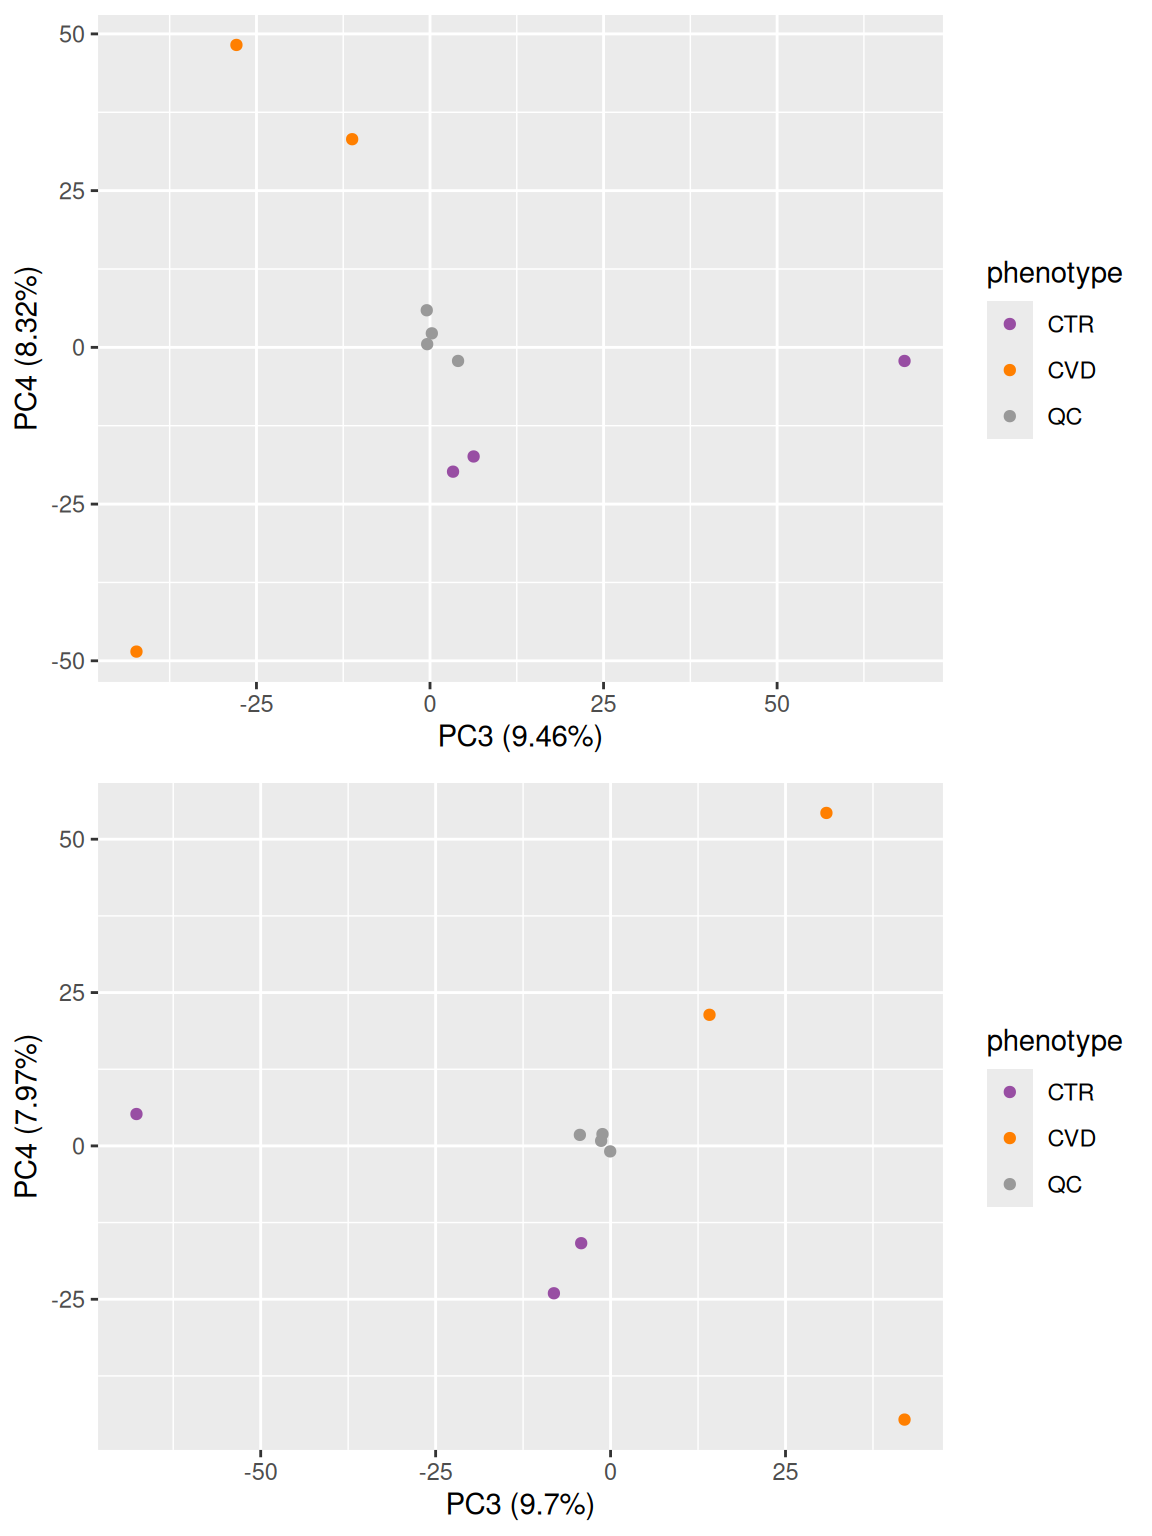 50
25
0
-25
-50
PC4 (8.32%)
-25 0 25 50
PC3 (9.46%)
phenotype
CTR
CVD
QC
50
25
0
-25
PC4 (7.97%)
-50 -25 0 25
PC3 (9.7%)
phenotype
CTR
CVD
QC